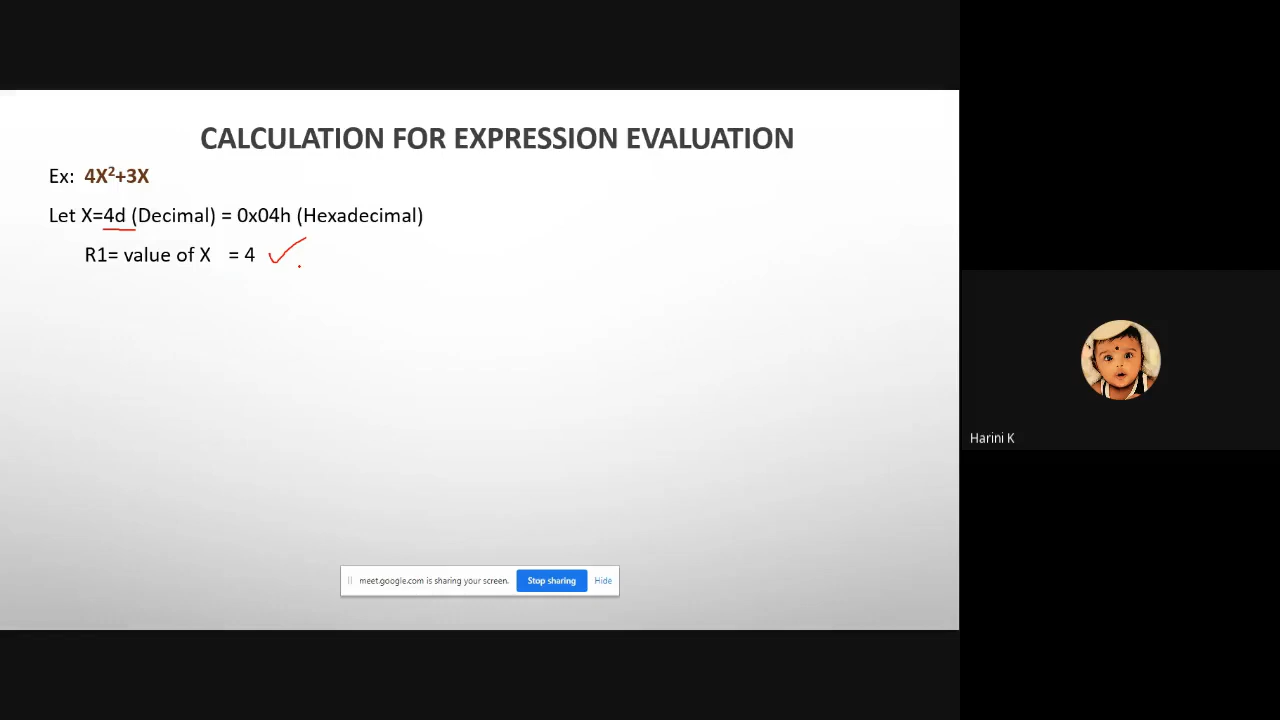 CALCULATION FOR EXPRESSION EVALUATION
Ex: 4X²+3X
Let X=4d (Decimal) = 0x04h (Hexadecimal)
R1= value of X = 4
Harini K
meet.google.com is sharing your screen. Stop sharing Hide